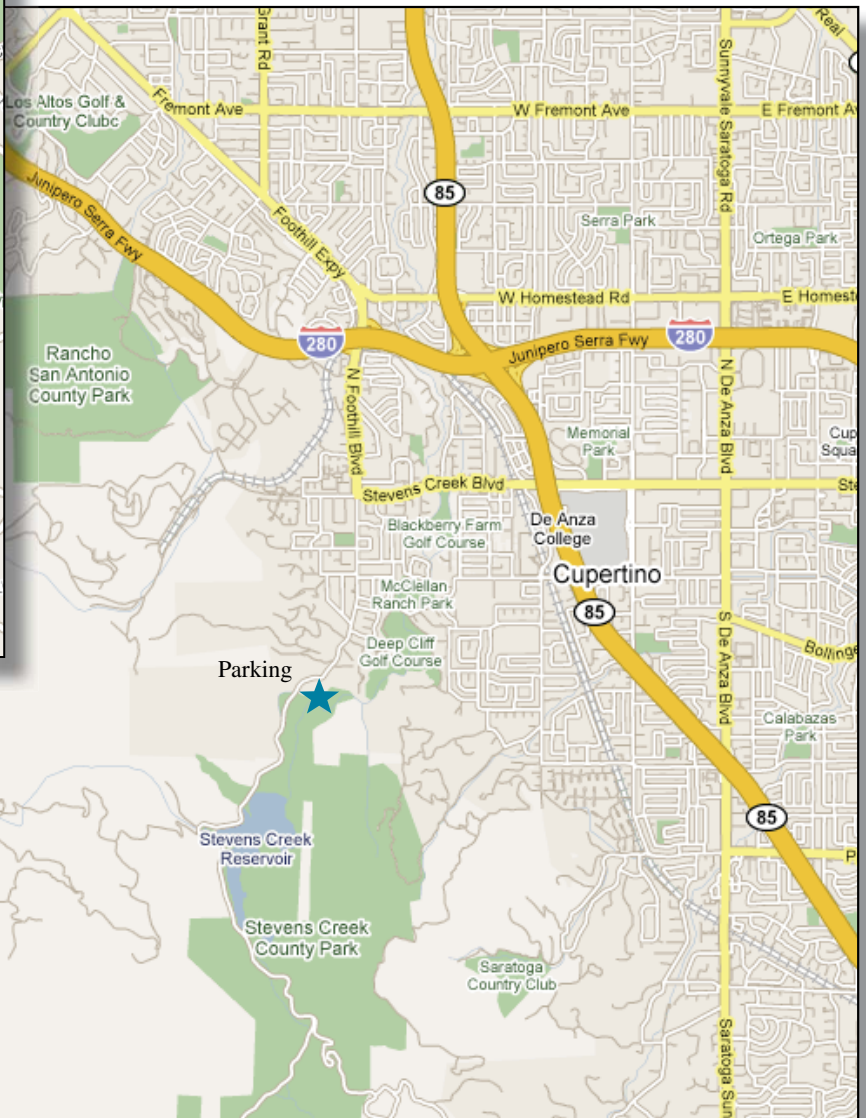 Real
Grant Rd
Los Altos Golf &
Country Clubc
Fremont Ave
W Fremont Ave
E Fremont Av
Sunnyvale Saratoga Rd
Junipero Serra Fwy
85
Serra Park
Ortega Park
Foothill Expy
W Homestead Rd
E Homest
280
Junipero Serra Fwy
280
Rancho
San Antonio
County Park
N Foothill Blvd
N De Anza Blvd
Memorial
Park
Cup
Squa
Stevens Creek Blvd
Ste
Blackberry Farm
Golf Course
De Anza
College
Cupertino
McClellan
Ranch Park
85
S De Anza Blvd
Bollinge
Deep Cliff
Golf Course
Parking
Calabazas
Park
85
Stevens Creek
Reservoir
P
Stevens Creek
County Park
Saratoga
Country Club
Saratoga Sun